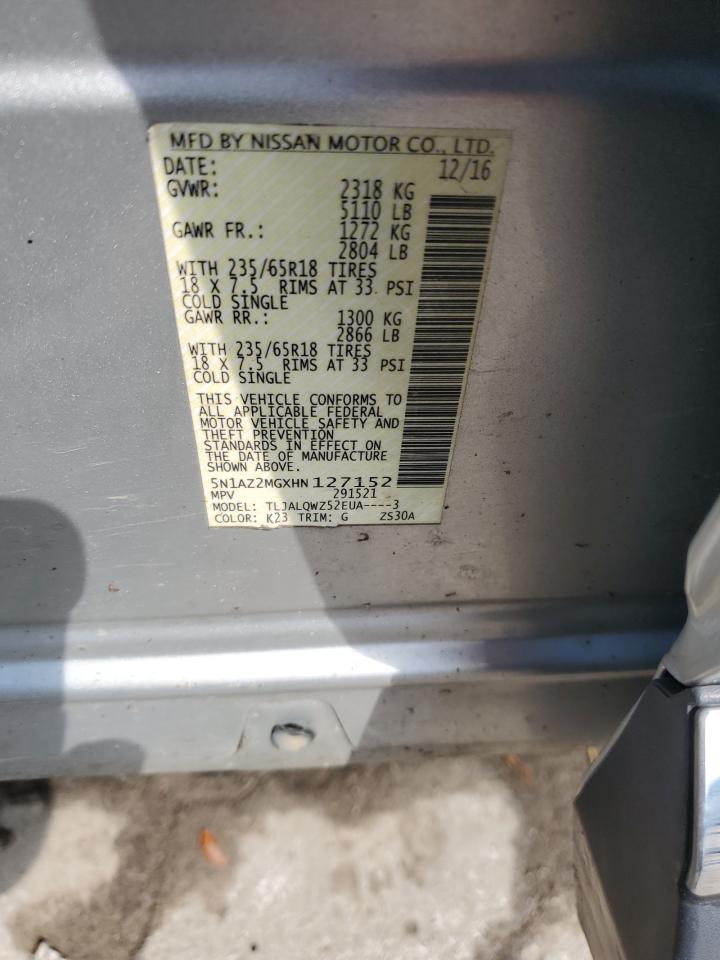 MFD BY NISSAN MOTOR CO., LTD.
DATE: 12/16
GVWR: 2318 KG
5110 LB
GAWR FR.: 1272 KG
2804 LB
WITH 235/65R18 TIRES
18 X 7.5 RIMS AT 33 PSI
COLD SINGLE
GAWR RR.: 1300 KG
2866 LB
WITH 235/65R18 TIRES
18 X 7.5 RIMS AT 33 PSI
COLD SINGLE
THIS VEHICLE CONFORMS TO
ALL APPLICABLE FEDERAL
MOTOR VEHICLE SAFETY AND
THEFT PREVENTION
STANDARDS IN EFFECT ON
THE DATE OF MANUFACTURE
SHOWN ABOVE.
5N1AZ2MGXHN 127152
MPV 291521
MODEL: TLJALQWZ52EUA----3
COLOR: K23 TRIM: G ZS30A